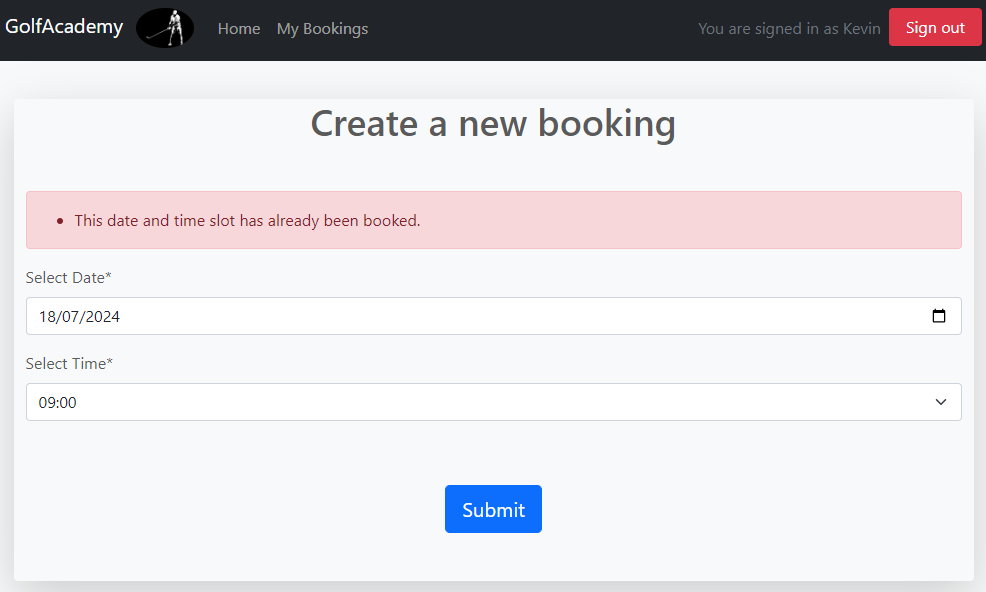 GolfAcademy Home My Bookings You are signed in as Kevin Sign out
Create a new booking
This date and time slot has already been booked.
Select Date*
18/07/2024
Select Time*
09:00
Submit